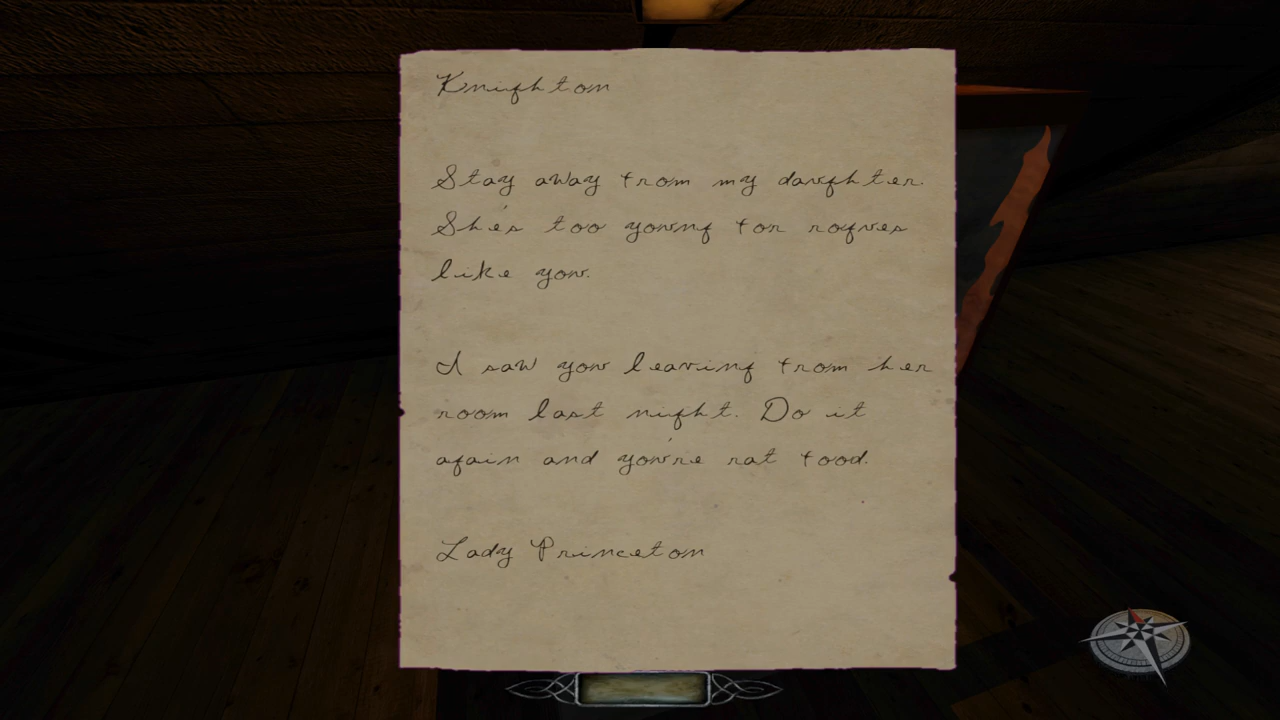 Knighton
Stay away from my daughter.
She's too young for rogues
like you.
I saw you leaving from her
room last night. Do it
again and you're rat food.
Lady Princeton